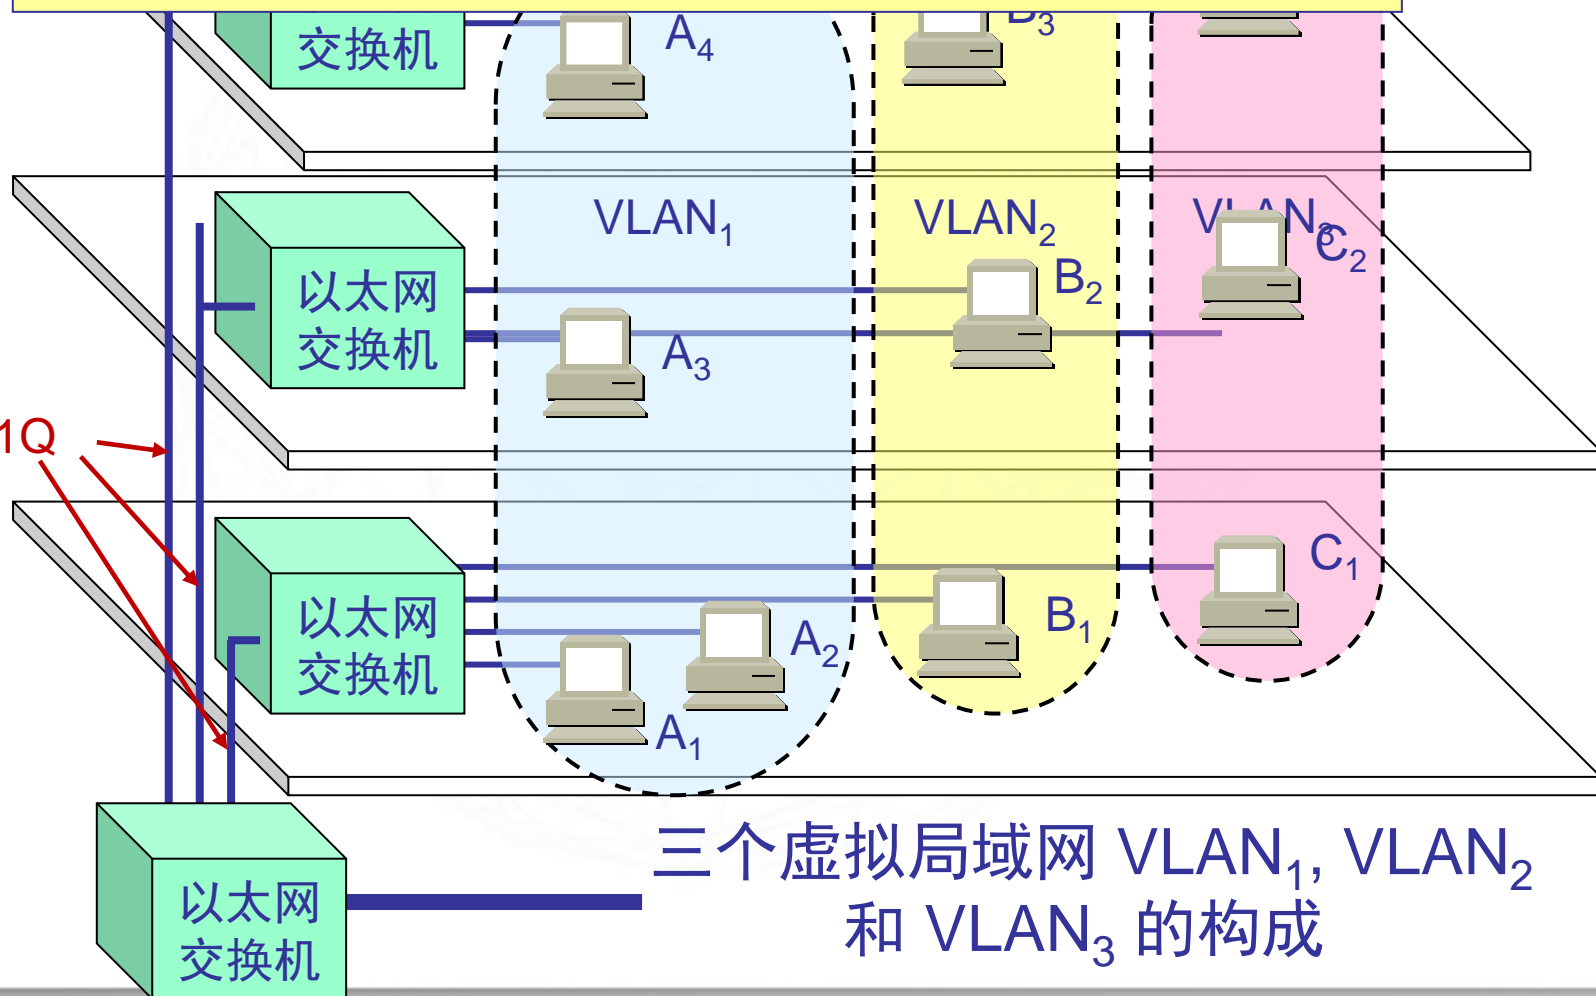 交换机
A4
B3
VLAN1
VLAN2
VLAN3
以太网
交换机
B2
C2
A3
1Q
以太网
交换机
C1
B1
A2
A1
三个虚拟局域网 VLAN1, VLAN2
和 VLAN3 的构成
以太网
交换机